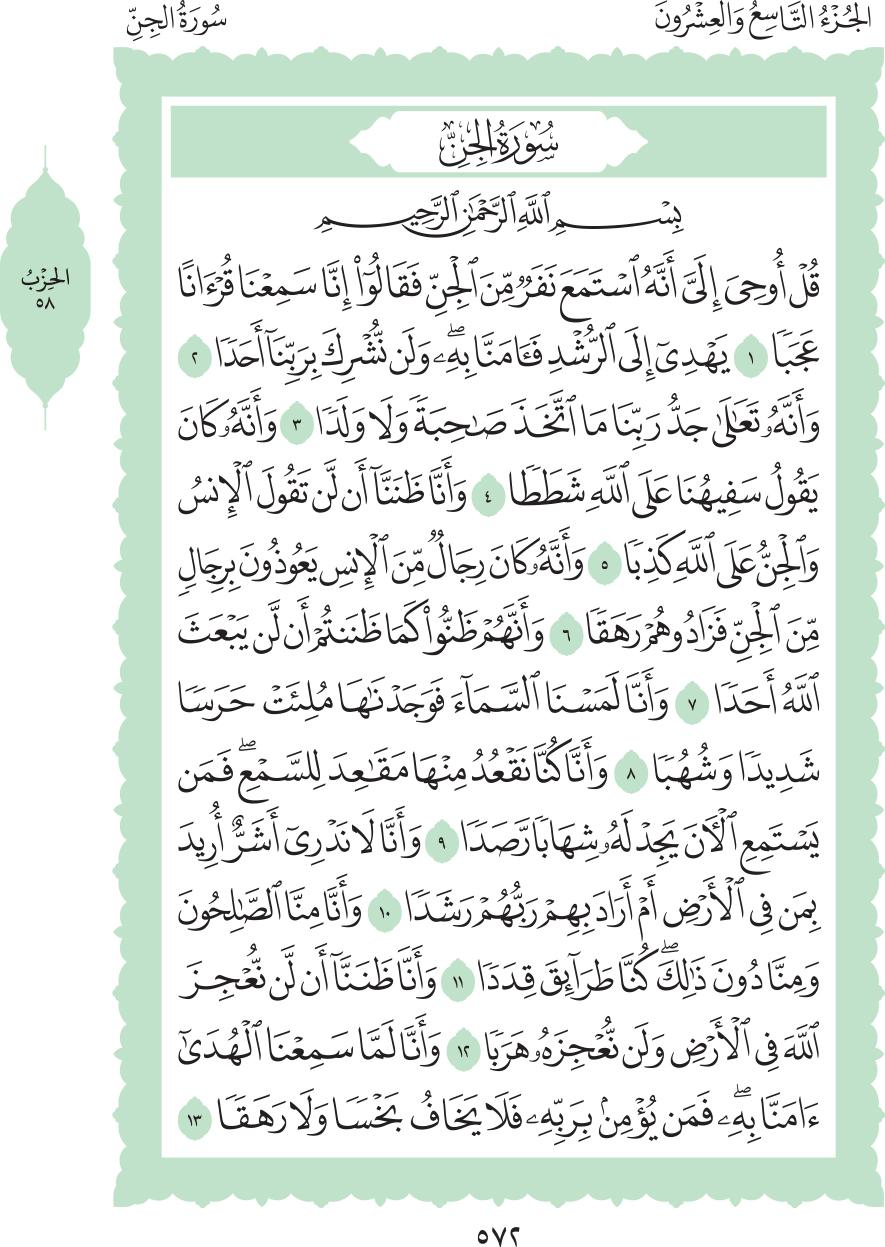 الجُزْءُ التَّاسِعُ وَالْعِشْرُونَ
سُورَةُ الجِنِّ
الحِزْبُ
٥٨
سُورَةُ الجِنِّ
بِسْمِ ٱللَّهِ ٱلرَّحْمَٰنِ ٱلرَّحِيمِ
قُلْ أُوحِيَ إِلَيَّ أَنَّهُ ٱسْتَمَعَ نَفَرٌ مِّنَ ٱلْجِنِّ فَقَالُوٓا۟ إِنَّا سَمِعْنَا قُرْءَانًا
عَجَبًا ١ يَهْدِىٓ إِلَى ٱلرُّشْدِ فَـَٔامَنَّا بِهِۦۖ وَلَن نُّشْرِكَ بِرَبِّنَآ أَحَدًا ٢
وَأَنَّهُۥ تَعَٰلَىٰ جَدُّ رَبِّنَا مَا ٱتَّخَذَ صَٰحِبَةً وَلَا وَلَدًا ٣ وَأَنَّهُۥ كَانَ
يَقُولُ سَفِيهُنَا عَلَى ٱللَّهِ شَطَطًا ٤ وَأَنَّا ظَنَنَّآ أَن لَّن تَقُولَ ٱلْإِنسُ
وَٱلْجِنُّ عَلَى ٱللَّهِ كَذِبًا ٥ وَأَنَّهُۥ كَانَ رِجَالٌ مِّنَ ٱلْإِنسِ يَعُوذُونَ بِرِجَالٍ
مِّنَ ٱلْجِنِّ فَزَادُوهُمْ رَهَقًا ٦ وَأَنَّهُمْ ظَنُّوا۟ كَمَا ظَنَنتُمْ أَن لَّن يَبْعَثَ
ٱللَّهُ أَحَدًا ٧ وَأَنَّا لَمَسْنَا ٱلسَّمَآءَ فَوَجَدْنَٰهَا مُلِئَتْ حَرَسًا
شَدِيدًا وَشُهُبًا ٨ وَأَنَّا كُنَّا نَقْعُدُ مِنْهَا مَقَٰعِدَ لِلسَّمْعِۖ فَمَن
يَسْتَمِعِ ٱلْـَٔانَ يَجِدْ لَهُۥ شِهَابًا رَّصَدًا ٩ وَأَنَّا لَا نَدْرِىٓ أَشَرٌّ أُرِيدَ
بِمَن فِى ٱلْأَرْضِ أَمْ أَرَادَ بِهِمْ رَبُّهُمْ رَشَدًا ١٠ وَأَنَّا مِنَّا ٱلصَّٰلِحُونَ
وَمِنَّا دُونَ ذَٰلِكَۖ كُنَّا طَرَآئِقَ قِدَدًا ١١ وَأَنَّا ظَنَنَّآ أَن لَّن نُّعْجِزَ
ٱللَّهَ فِى ٱلْأَرْضِ وَلَن نُّعْجِزَهُۥ هَرَبًا ١٢ وَأَنَّا لَمَّا سَمِعْنَا ٱلْهُدَىٰٓ
ءَامَنَّا بِهِۦۖ فَمَن يُؤْمِنۢ بِرَبِّهِۦ فَلَا يَخَافُ بَخْسًا وَلَا رَهَقًا ١٣
٥٧٢